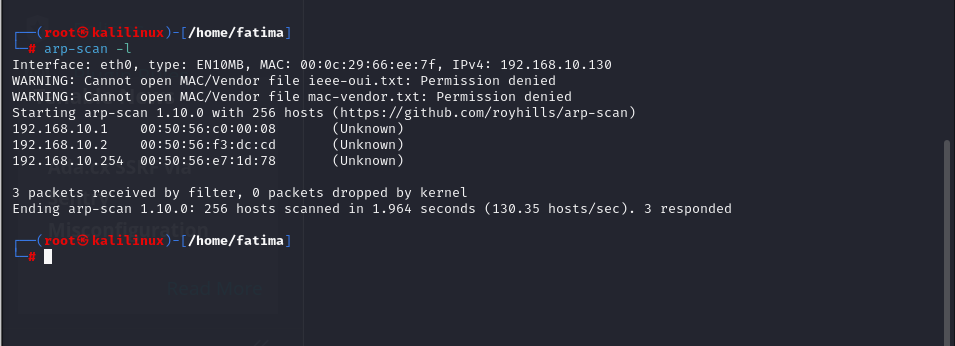 ┌──(root㉿kalilinux)-[/home/fatima]
└─# arp-scan -l
Interface: eth0, type: EN10MB, MAC: 00:0c:29:66:ee:7f, IPv4: 192.168.10.130
WARNING: Cannot open MAC/Vendor file ieee-oui.txt: Permission denied
WARNING: Cannot open MAC/Vendor file mac-vendor.txt: Permission denied
Starting arp-scan 1.10.0 with 256 hosts (https://github.com/royhills/arp-scan)
192.168.10.1    00:50:56:c0:00:08       (Unknown)
192.168.10.2    00:50:56:f3:dc:cd       (Unknown)
192.168.10.254  00:50:56:e7:1d:78       (Unknown)
3 packets received by filter, 0 packets dropped by kernel
Ending arp-scan 1.10.0: 256 hosts scanned in 1.964 seconds (130.35 hosts/sec). 3 responded
Misconfiguration
┌──(root㉿kalilinux)-[/home/fatima]
└─#
Read More